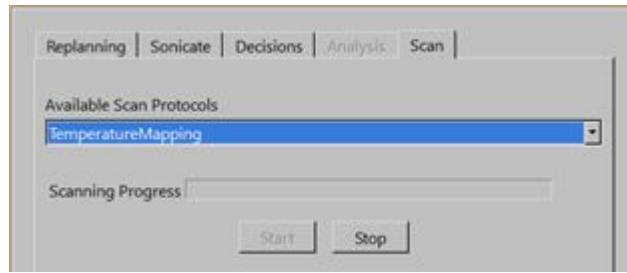 Replanning Sonicate Decisions Analysis Scan
Available Scan Protocols
TemperatureMapping
Scanning Progress
Start Stop